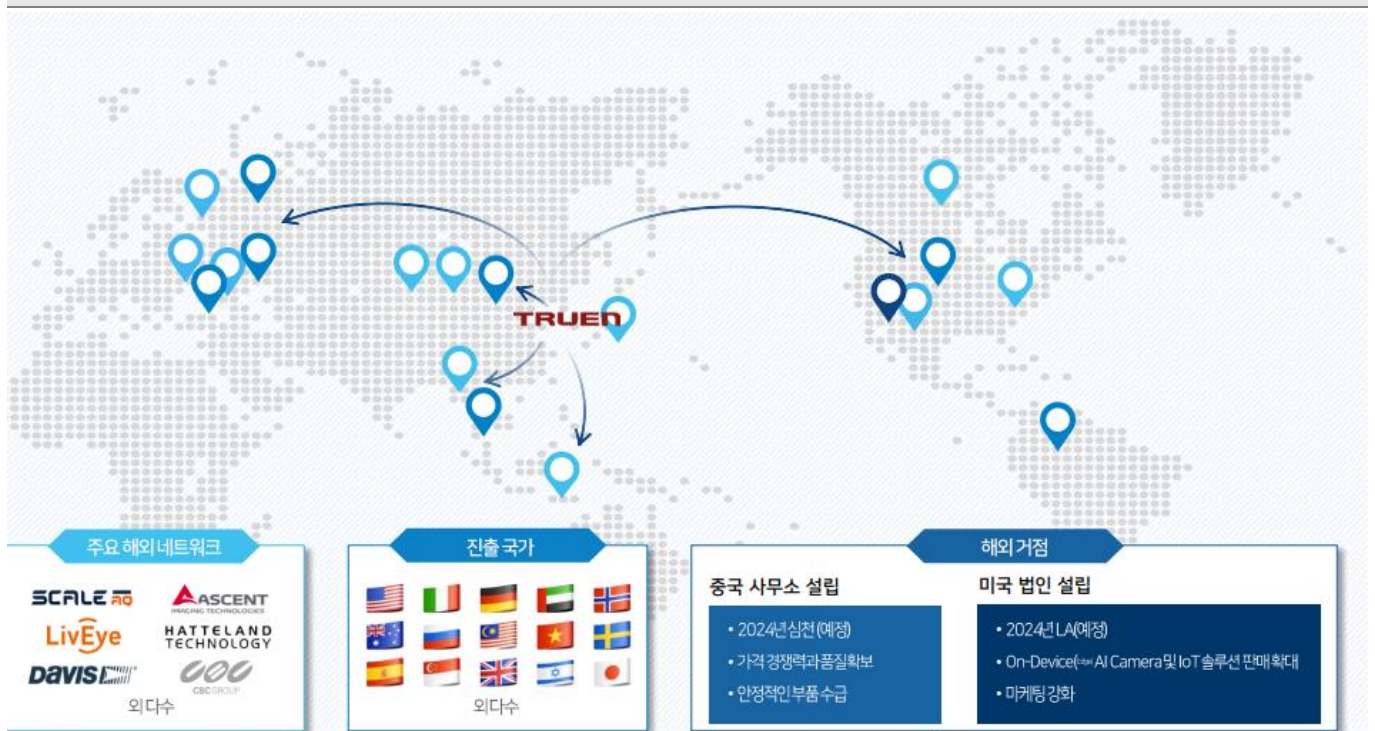 TRUEN
주요 해외 네트워크
SCALE AQ
ASCENT
IMAGING TECHNOLOGIES
LivEye
HATTELAND
TECHNOLOGY
DAVIS
CBC GROUP
외 다수
진출 국가
외 다수
해외 거점
중국 사무소 설립
• 2024년 심천 (예정)
• 가격 경쟁력과 품질 확보
• 안정적인 부품 수급
미국 법인 설립
• 2024년 LA(예정)
• On-Device AI Camera 및 IoT 솔루션 판매 확대
• 마케팅 강화